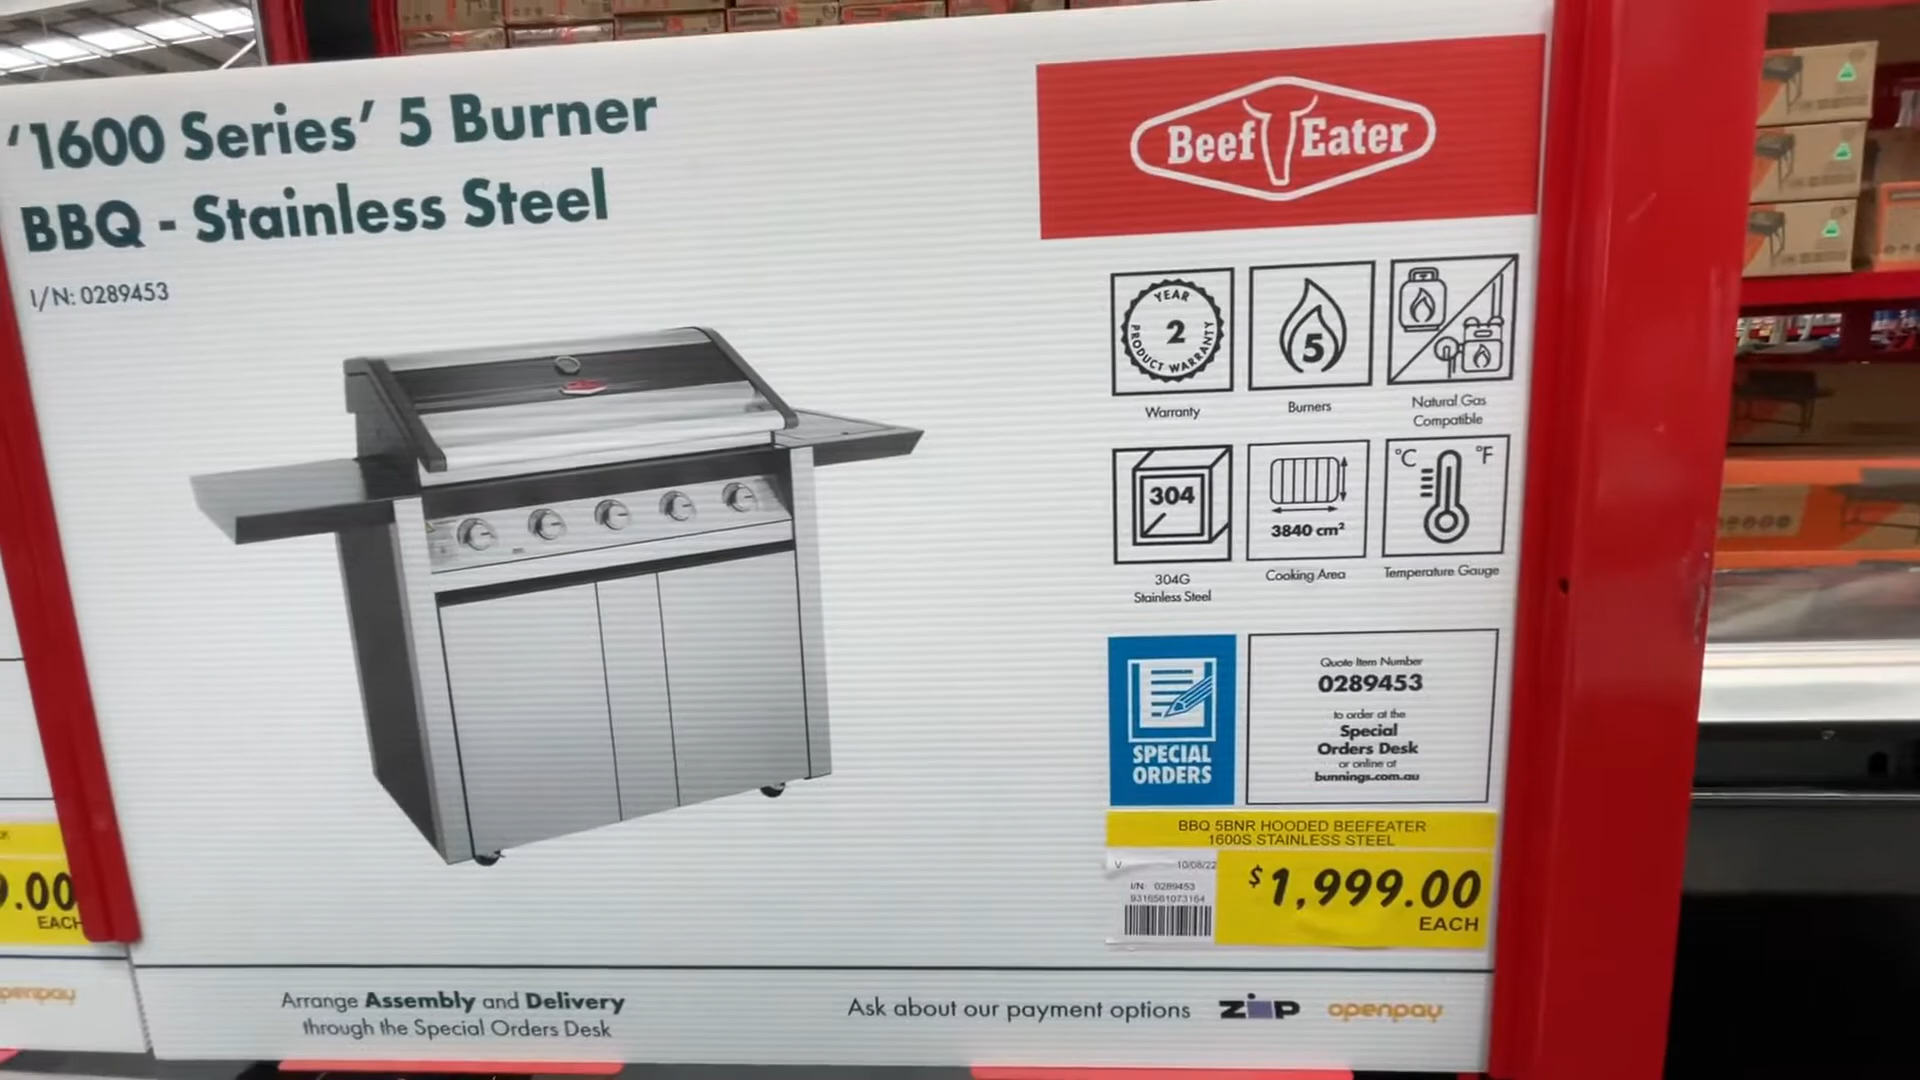 '1600 Series' 5 Burner
BBQ - Stainless Steel
I/N: 0289453
Beef Eater
YEAR
2
PRODUCT WARRANTY
Warranty
5
Burners
Natural Gas
Compatible
304
304G
Stainless Steel
3840 cm²
Cooking Area
°C °F
Temperature Gauge
SPECIAL
ORDERS
Quote Item Number
0289453
to order at the
Special
Orders Desk
or online at
bunnings.com.au
BBQ 5BNR HOODED BEEFEATER
1600S STAINLESS STEEL
V 10/08/22
I/N: 0289453
9316561073164
$1,999.00
EACH
9.00
EACH
openpay
Arrange Assembly and Delivery
through the Special Orders Desk
Ask about our payment options
ZIP
openpay